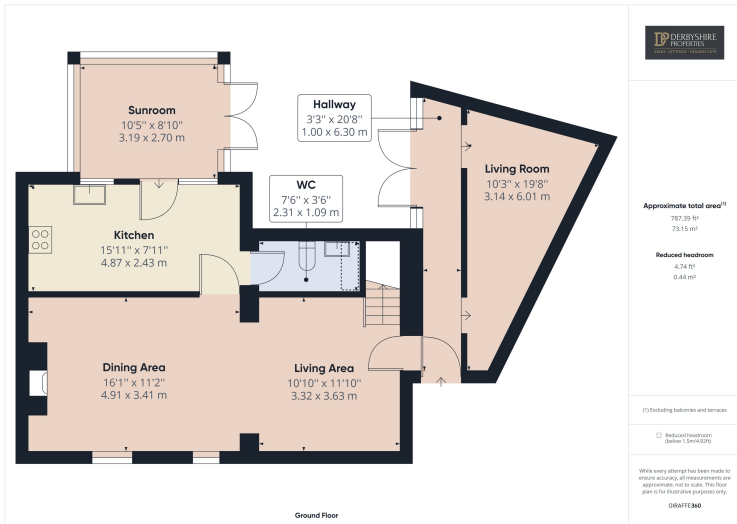 Sunroom
10'5" x 8'10"
3.19 x 2.70 m
Hallway
3'3" x 20'8"
1.00 x 6.30 m
Living Room
10'3" x 19'8"
3.14 x 6.01 m
WC
7'6" x 3'6"
2.31 x 1.09 m
Kitchen
15'11" x 7'11"
4.87 x 2.43 m
Dining Area
16'1" x 11'2"
4.91 x 3.41 m
Living Area
10'10" x 11'10"
3.32 x 3.63 m
Ground Floor
DP DERBYSHIRE
PROPERTIES
SALES | LETTINGS | HOLIDAY LETS
Approximate total area⁽¹⁾
787.39 ft²
73.15 m²
Reduced headroom
4.74 ft²
0.44 m²
(1) Excluding balconies and terraces
Reduced headroom
(below 1.5m/4.92ft)
While every attempt has been made to
ensure accuracy, all measurements are
approximate, not to scale. This floor
plan is for illustrative purposes only.
GIRAFFE360